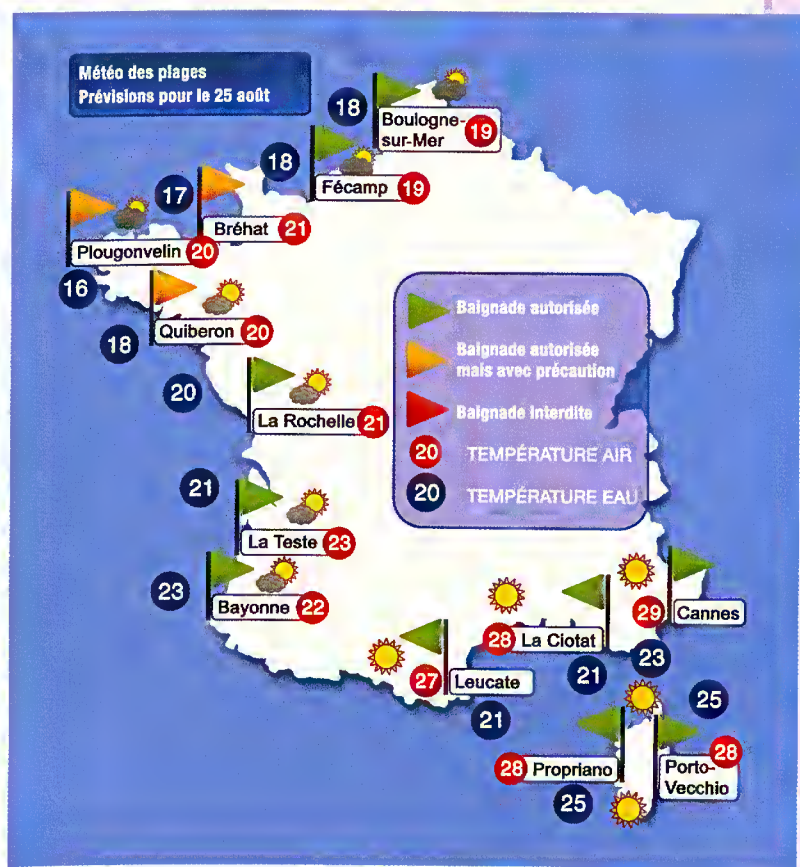 Météo des plages
Prévisions pour le 25 août
18
Boulogne-
sur-Mer 19
18
Fécamp 19
17
Bréhat 21
Plougonvelin 20
16
Quiberon 20
18
20
La Rochelle 21
21
La Teste 23
23
Bayonne 22
Baignade autorisée
Baignade autorisée
mais avec précaution
Baignade interdite
20 TEMPÉRATURE AIR
20 TEMPÉRATURE EAU
29 Cannes
23
28 La Ciotat
21
27 Leucate
21
25
28 Propriano
25
28
Porto-
Vecchio